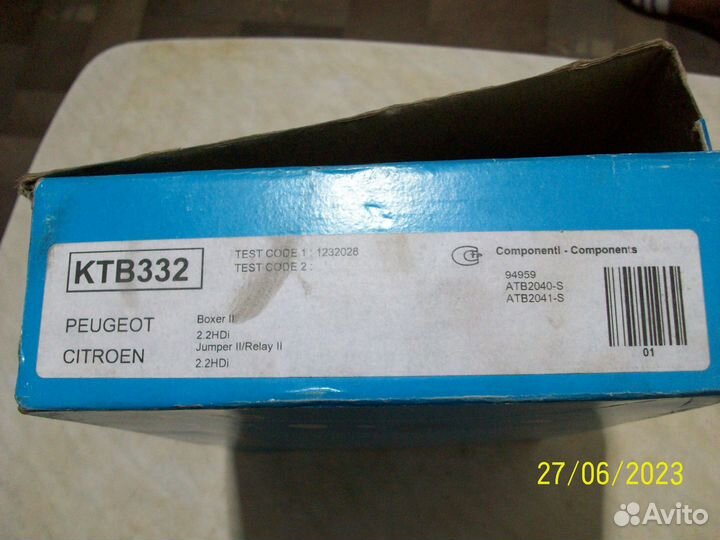 KTB332
TEST CODE 1 : 1232028
TEST CODE 2 :
PEUGEOT
Boxer II
2.2HDi
CITROEN
Jumper II/Relay II
2.2HDi
Componenti - Components
94959
ATB2040-S
ATB2041-S
01
27/06/2023
Avito